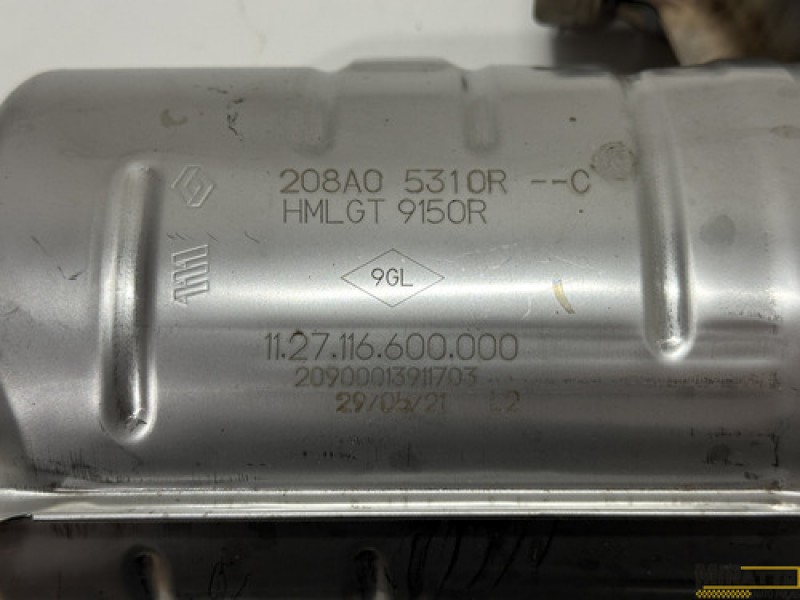 208A0 5310R --C
HMLGT 9150R
9GL
11.27.116.600.000
20900013911703
29/05/21 L2